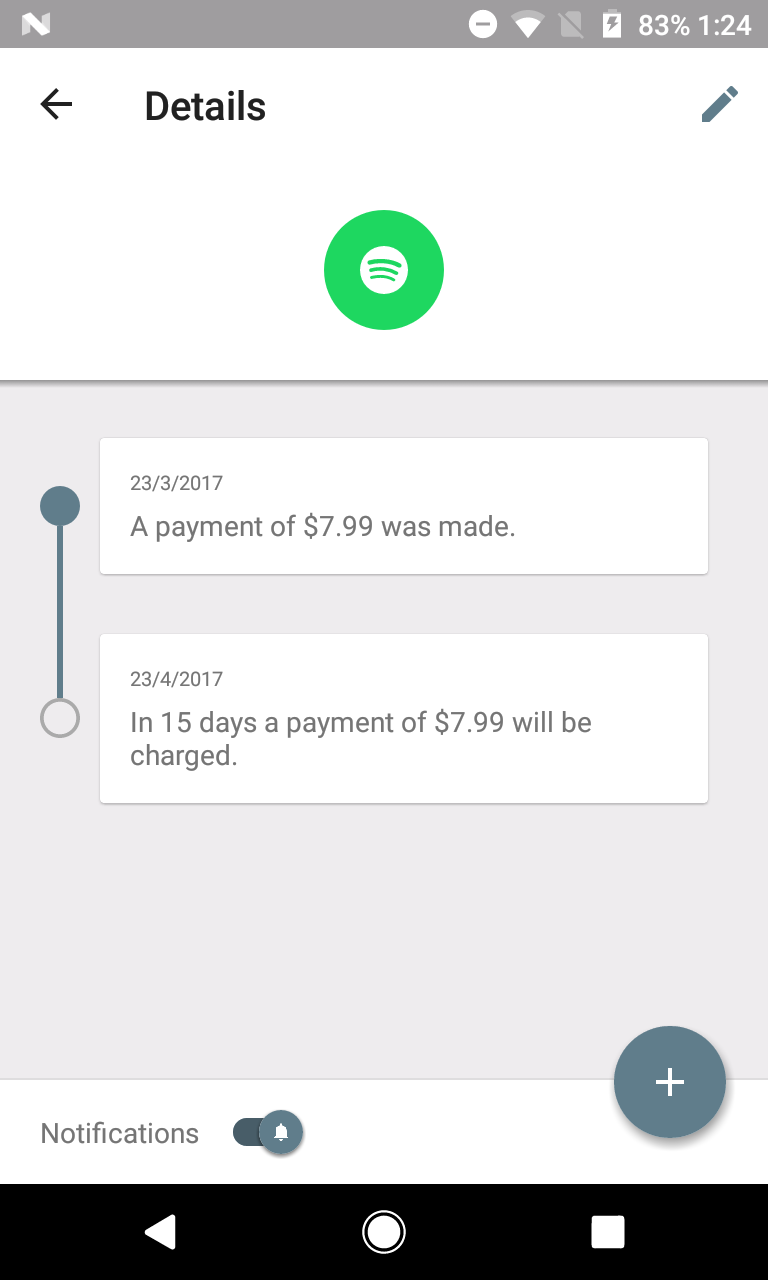 83% 1:24
Details
23/3/2017
A payment of $7.99 was made.
23/4/2017
In 15 days a payment of $7.99 will be
charged.
Notifications